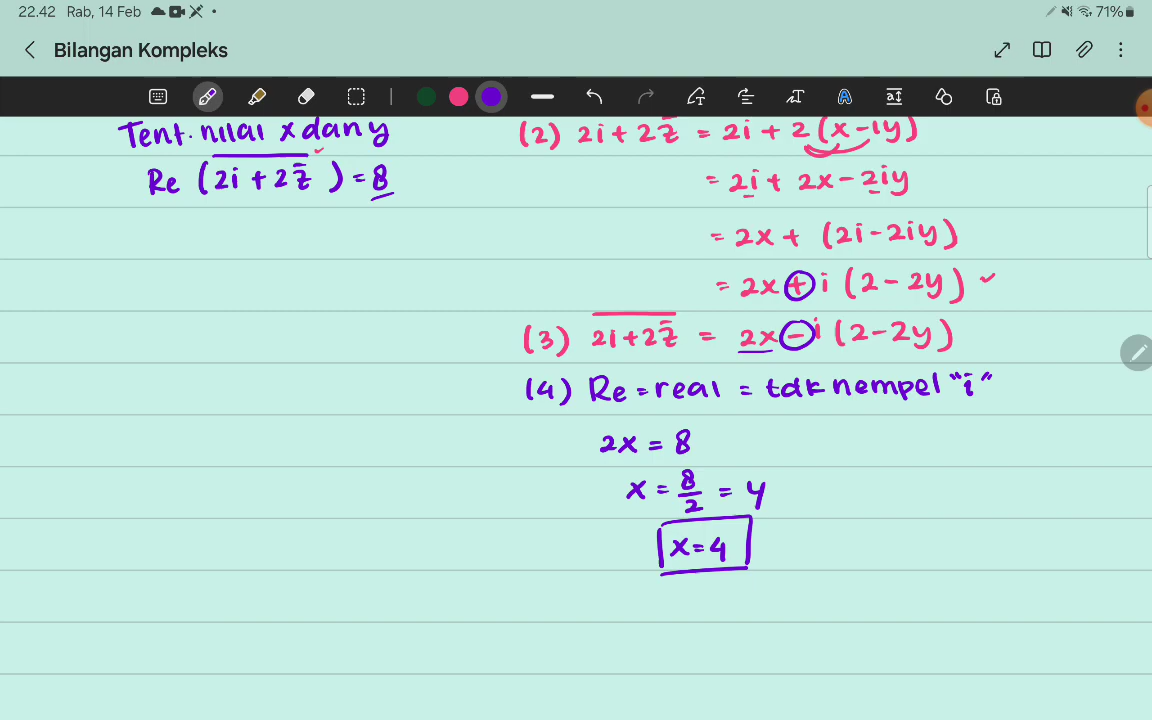 22.42 Rab, 14 Feb
71%
Bilangan Kompleks
Tent. nilai x dan y
Re (\overline{2i + 2z̄}) = 8
(2) 2i + 2z̄ = 2i + 2(x - iy)
= 2i + 2x - 2iy
= 2x + (2i - 2iy)
= 2x + i (2 - 2y) ✓
(3) \overline{2i + 2z̄} = 2x - i (2 - 2y)
(4) Re = real = tdk nempel "i"
2x = 8
x = 8/2 = 4
x = 4